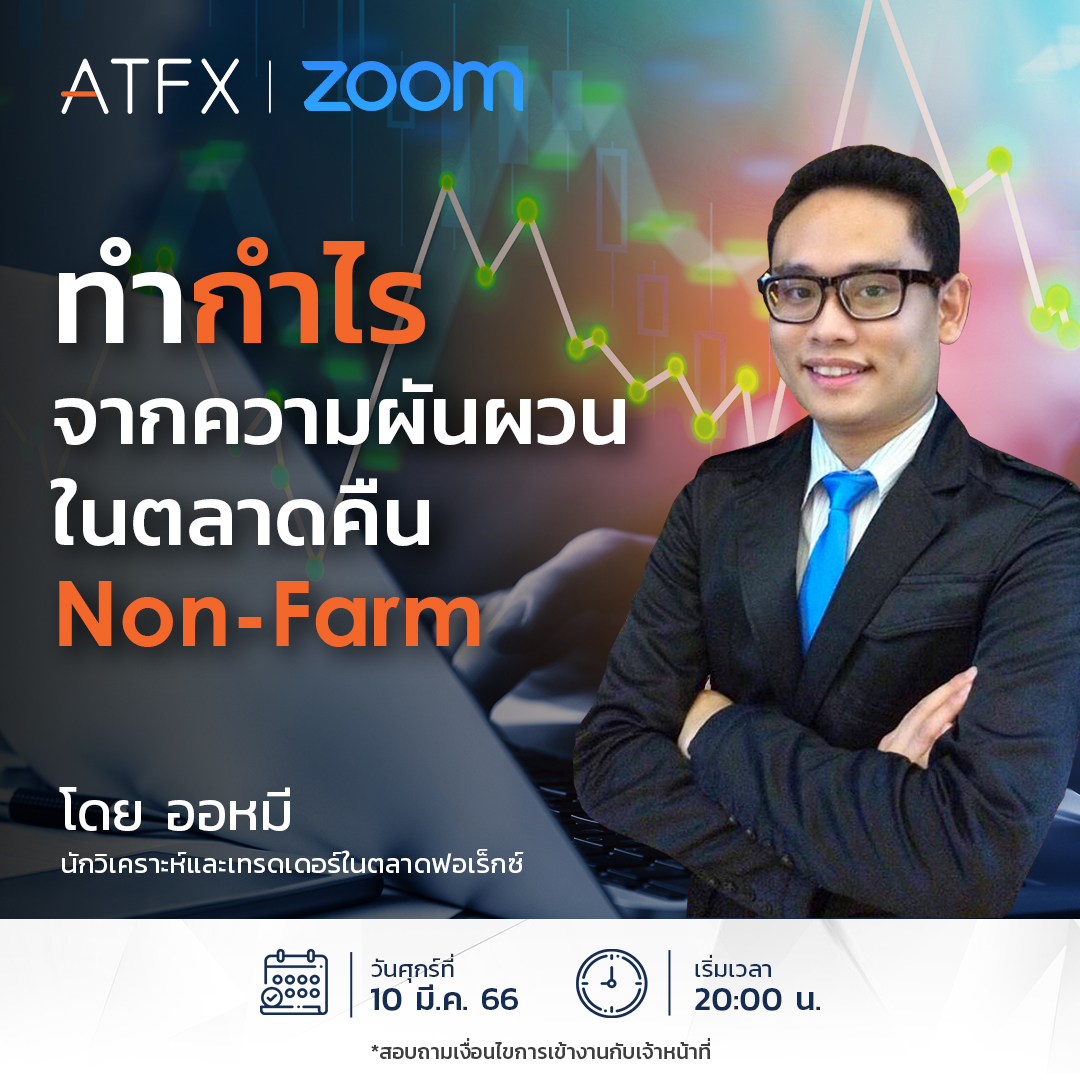 ATFX | zoom
ทำกำไร
จากความผันผวน
ในตลาดคืน
Non-Farm
โดย ออหมี
นักวิเคราะห์และเทรดเดอร์ในตลาดฟอเร็กซ์
วันศุกร์ที่
10 มี.ค. 66
เริ่มเวลา
20:00 น.
*สอบถามเงื่อนไขการเข้างานกับเจ้าหน้าที่